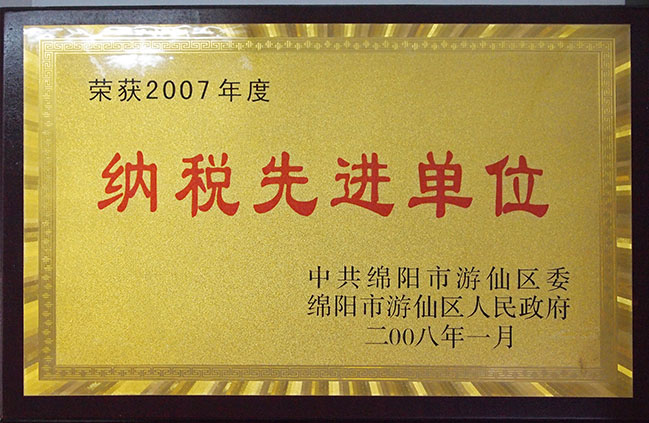 荣获2007年度
纳税先进单位
中共绵阳市游仙区委
绵阳市游仙区人民政府
二00八年一月